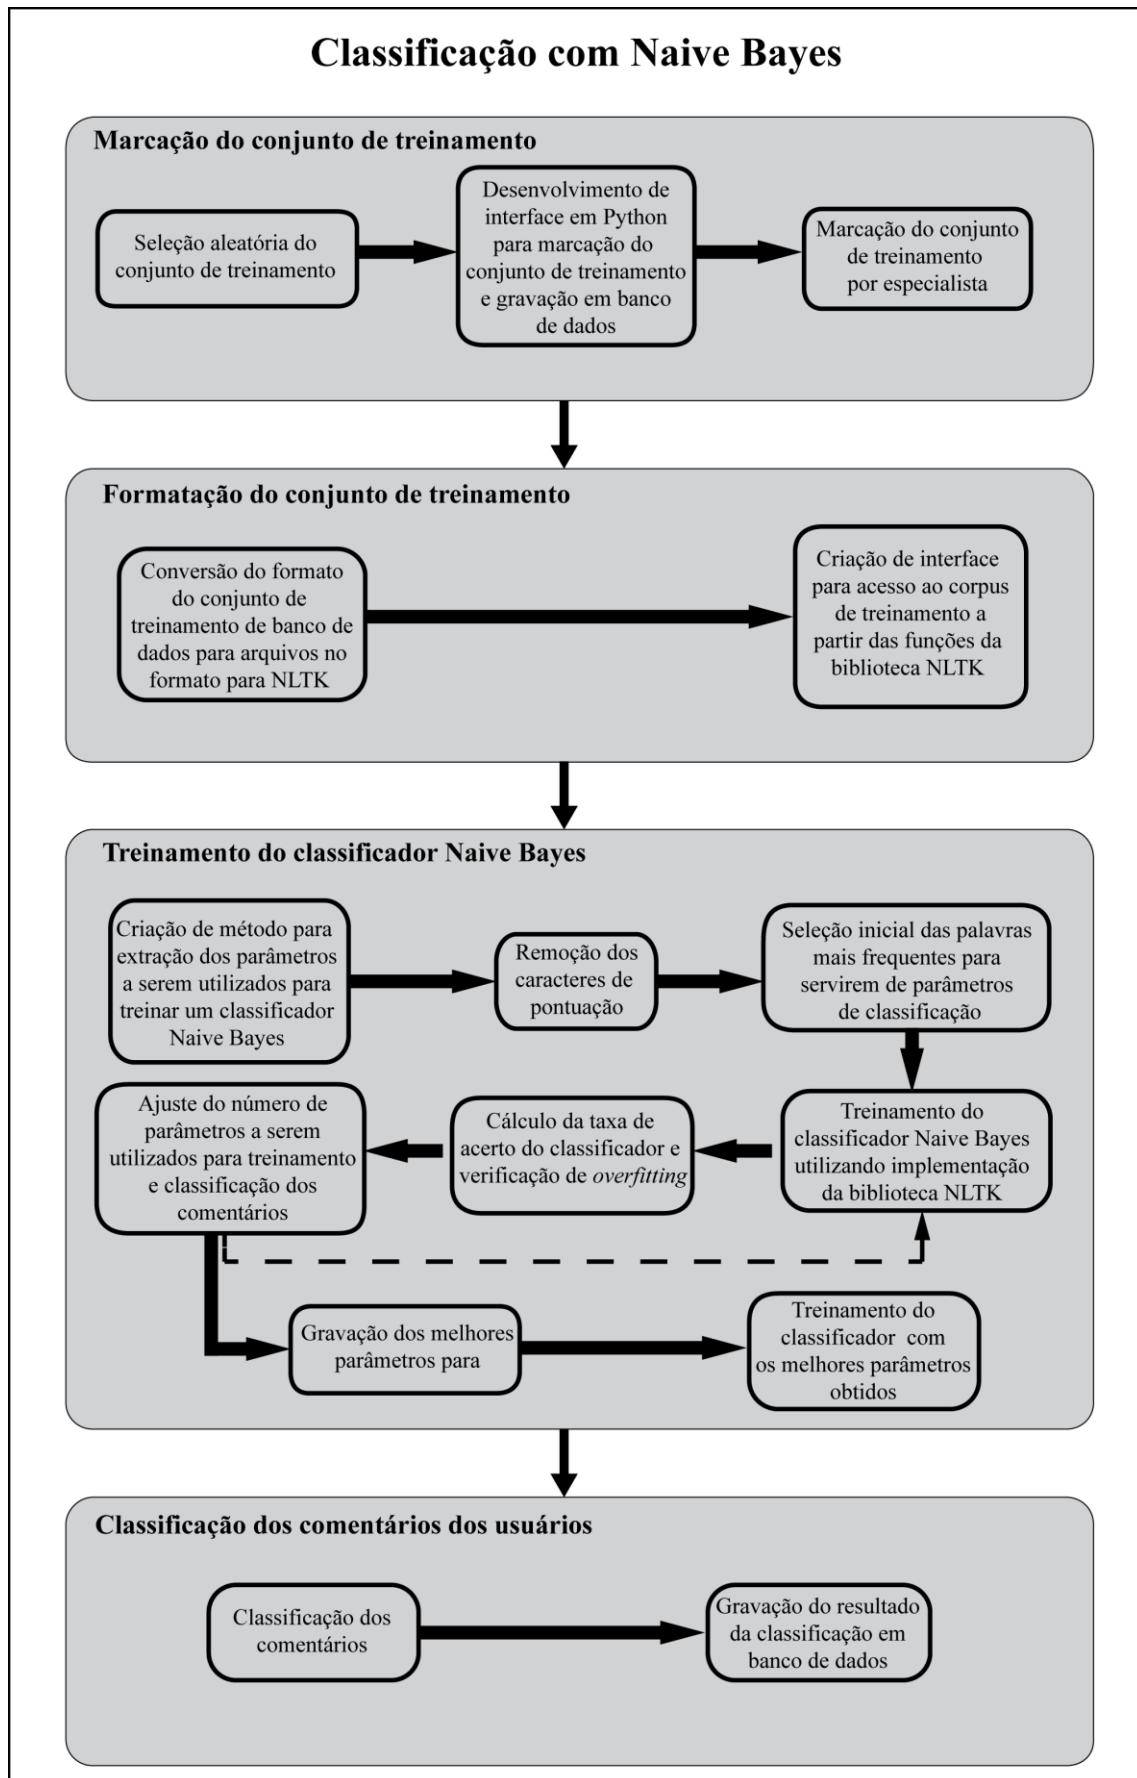 Classificação com Naive Bayes
Marcação do conjunto de treinamento
Seleção aleatória do
conjunto de treinamento
Desenvolvimento de
interface em Python
para marcação do
conjunto de treinamento
e gravação em banco
de dados
Marcação do conjunto
de treinamento
por especialista
Formatação do conjunto de treinamento
Conversão do formato
do conjunto de
treinamento de banco de
dados para arquivos no
formato para NLTK
Criação de interface
para acesso ao corpus
de treinamento a
partir das funções da
biblioteca NLTK
Treinamento do classificador Naive Bayes
Criação de método para
extração dos parâmetros
a serem utilizados para
treinar um classificador
Naive Bayes
Remoção dos
caracteres de
pontuação
Seleção inicial das palavras
mais frequentes para
servirem de parâmetros
de classificação
Treinamento do
classificador Naive Bayes
utilizando implementação
da biblioteca NLTK
Cálculo da taxa de
acerto do classificador e
verificação de overfitting
Ajuste do número de
parâmetros a serem
utilizados para treinamento
e classificação dos
comentários
Gravação dos melhores
parâmetros para
Treinamento do
classificador com
os melhores parâmetros
obtidos
Classificação dos comentários dos usuários
Classificação dos
comentários
Gravação do resultado
da classificação em
banco de dados